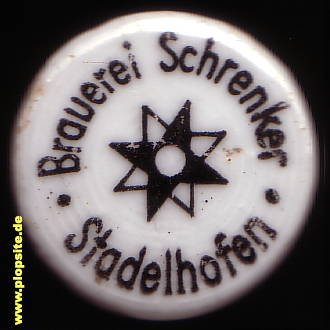 • Brauerei Schrenker •
Stadelhofen
www.plopsite.de